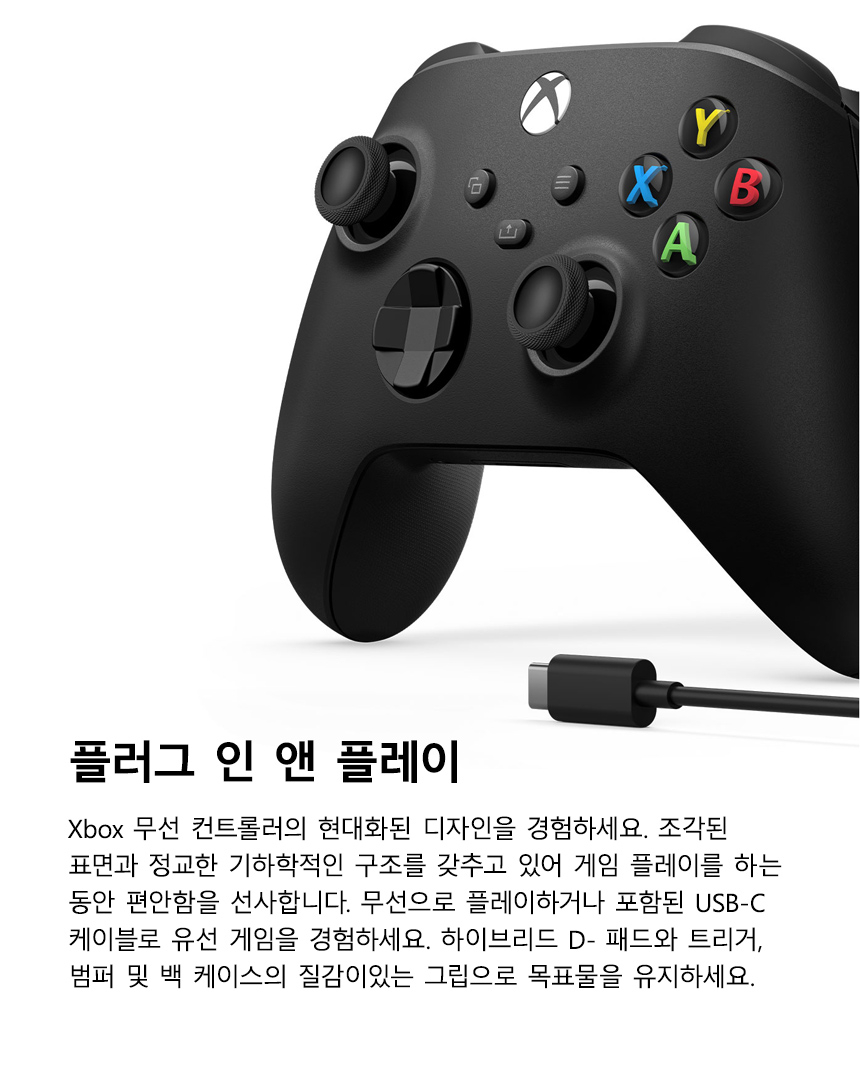 Y
X
B
A
플러그 인 앤 플레이
Xbox 무선 컨트롤러의 현대화된 디자인을 경험하세요. 조각된
표면과 정교한 기하학적인 구조를 갖추고 있어 게임 플레이를 하는
동안 편안함을 선사합니다. 무선으로 플레이하거나 포함된 USB-C
케이블로 유선 게임을 경험하세요. 하이브리드 D- 패드와 트리거,
범퍼 및 백 케이스의 질감이있는 그립으로 목표물을 유지하세요.